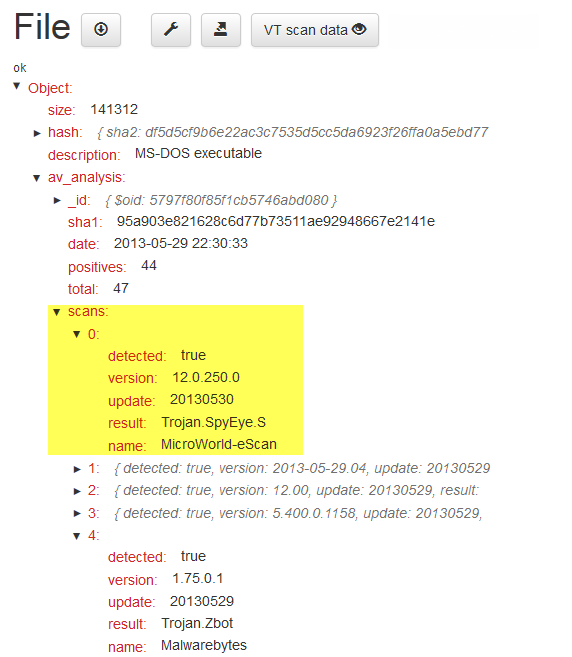 File VT scan data
ok
Object:
size: 141312
hash: { sha2: df5d5cf9b6e22ac3c7535d5cc5da6923f26ffa0a5ebd77
description: MS-DOS executable
av_analysis:
_id: { $oid: 5797f80f85f1cb5746abd080 }
sha1: 95a903e821628c6d77b73511ae92948667e2141e
date: 2013-05-29 22:30:33
positives: 44
total: 47
scans:
0:
detected: true
version: 12.0.250.0
update: 20130530
result: Trojan.SpyEye.S
name: MicroWorld-eScan
1: { detected: true, version: 2013-05-29.04, update: 20130529
2: { detected: true, version: 12.00, update: 20130529, result:
3: { detected: true, version: 5.400.0.1158, update: 20130529,
4:
detected: true
version: 1.75.0.1
update: 20130529
result: Trojan.Zbot
name: Malwarebytes